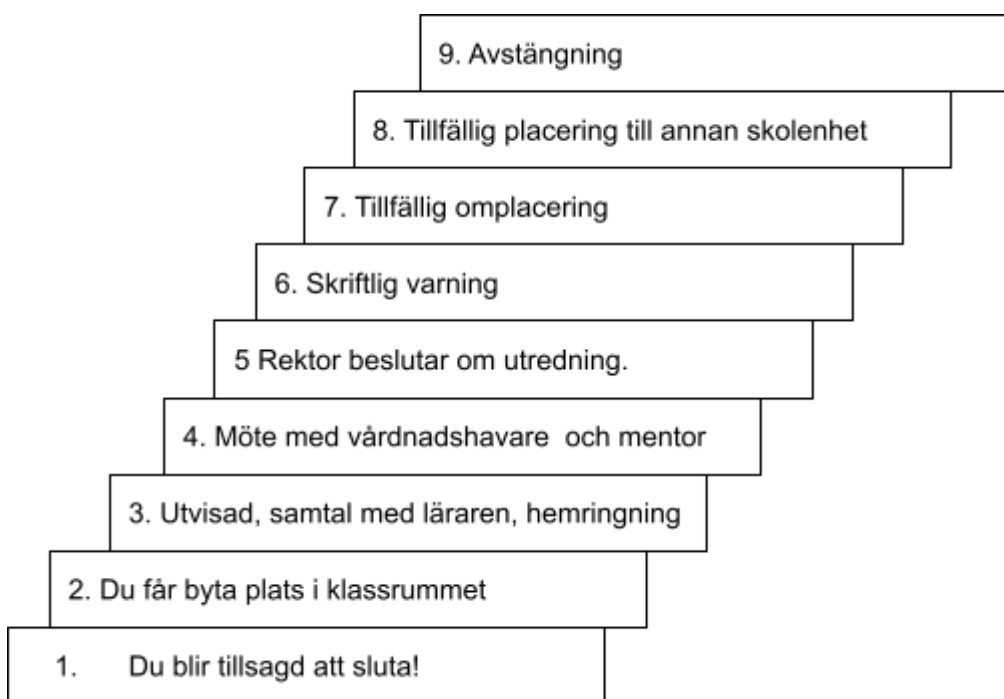 9. Avstängning
8. Tillfällig placering till annan skolenhet
7. Tillfällig omplacering
6. Skriftlig varning
5 Rektor beslutar om utredning.
4. Möte med vårdnadshavare  och mentor
3. Utvisad, samtal med läraren, hemringning
2. Du får byta plats i klassrummet
1. Du blir tillsagd att sluta!